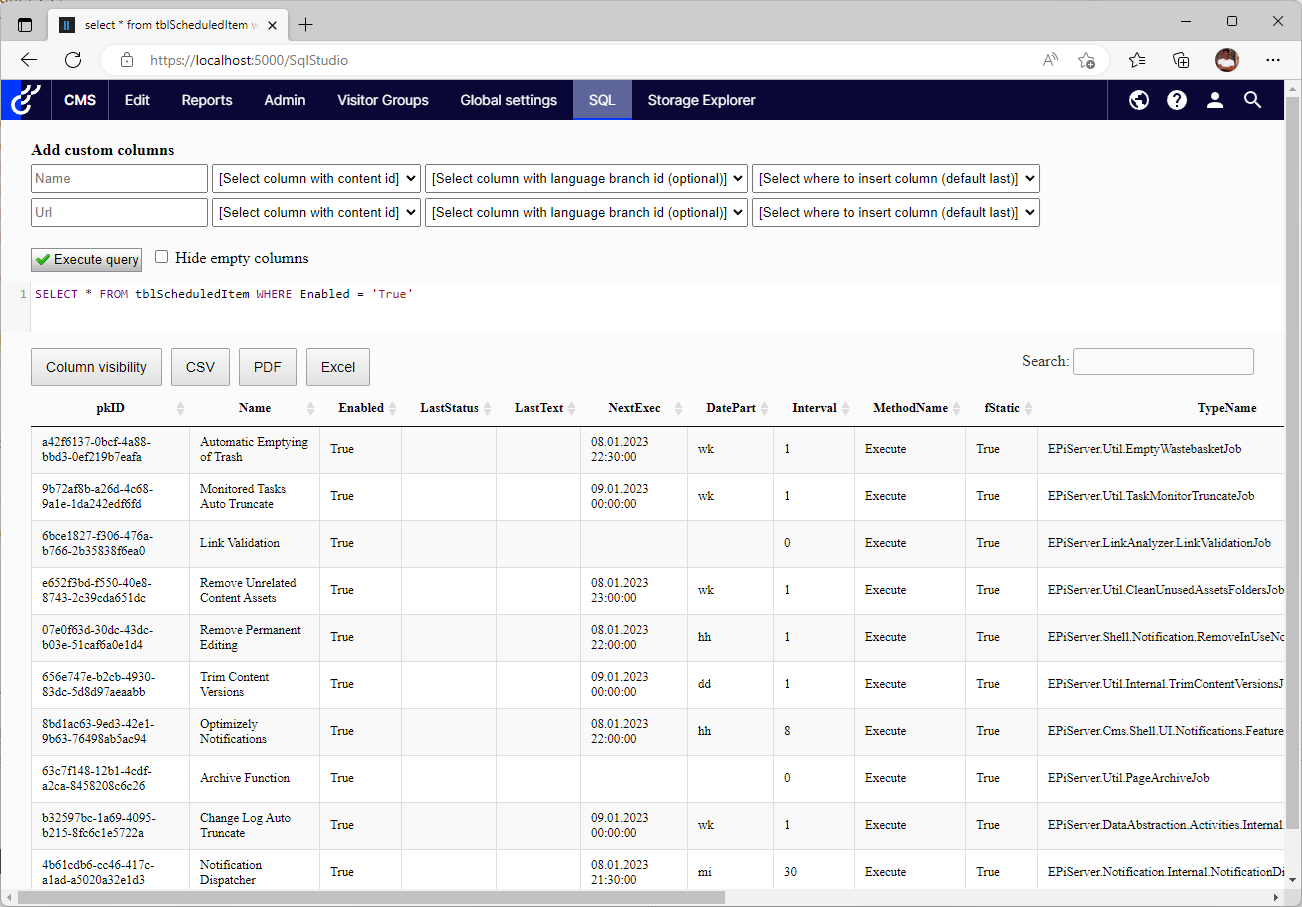 select * from tblScheduledItem w
https://localhost:5000/SqlStudio
CMS Edit Reports Admin Visitor Groups Global settings SQL Storage Explorer
Add custom columns
Name [Select column with content id] [Select column with language branch id (optional)] [Select where to insert column (default last)]
Url [Select column with content id] [Select column with language branch id (optional)] [Select where to insert column (default last)]
Execute query Hide empty columns
1 SELECT * FROM tblScheduledItem WHERE Enabled = 'True'
Column visibility CSV PDF Excel Search:
pkID Name Enabled LastStatus LastText NextExec DatePart Interval MethodName fStatic TypeName
a42f6137-0bcf-4a88- Automatic Emptying 08.01.2023
bbd3-0ef219b7eafa of Trash True 22:30:00 wk 1 Execute True EPiServer.Util.EmptyWastebasketJob
9b72af8b-a26d-4c68- Monitored Tasks 09.01.2023
9a1e-1da242edf6fd Auto Truncate True 00:00:00 wk 1 Execute True EPiServer.Util.TaskMonitorTruncateJob
6bce1827-f306-476a-
b766-2b35838f6ea0 Link Validation True 0 Execute True EPiServer.LinkAnalyzer.LinkValidationJob
e652f3bd-f550-40e8- Remove Unrelated 08.01.2023
8743-2c39cda651dc Content Assets True 23:00:00 wk 1 Execute True EPiServer.Util.CleanUnusedAssetsFoldersJob
07e0f63d-30dc-43dc- Remove Permanent 08.01.2023
b03e-51caf6a0e1d4 Editing True 22:00:00 hh 1 Execute True EPiServer.Shell.Notification.RemoveInUseNo
656e747e-b2cb-4930- Trim Content 09.01.2023
83dc-5d8d97aeaabb Versions True 00:00:00 dd 1 Execute True EPiServer.Util.Internal.TrimContentVersionsJ
8bd1ac63-9ed3-42e1- Optimizely 08.01.2023
9b63-76498ab5ac94 Notifications True 22:00:00 hh 8 Execute True EPiServer.Cms.Shell.UI.Notifications.Feature
63c7f148-12b1-4cdf-
a2ca-8458208c6c26 Archive Function True 0 Execute True EPiServer.Util.PageArchiveJob
b32597bc-1a69-4095- Change Log Auto 09.01.2023
b215-8fc6c1e5722a Truncate True 00:00:00 wk 1 Execute True EPiServer.DataAbstraction.Activities.Internal.
4b61cdb6-cc46-417c- Notification 08.01.2023
a1ad-a5020a32e1d3 Dispatcher True 21:30:00 mi 30 Execute True EPiServer.Notification.Internal.NotificationDi